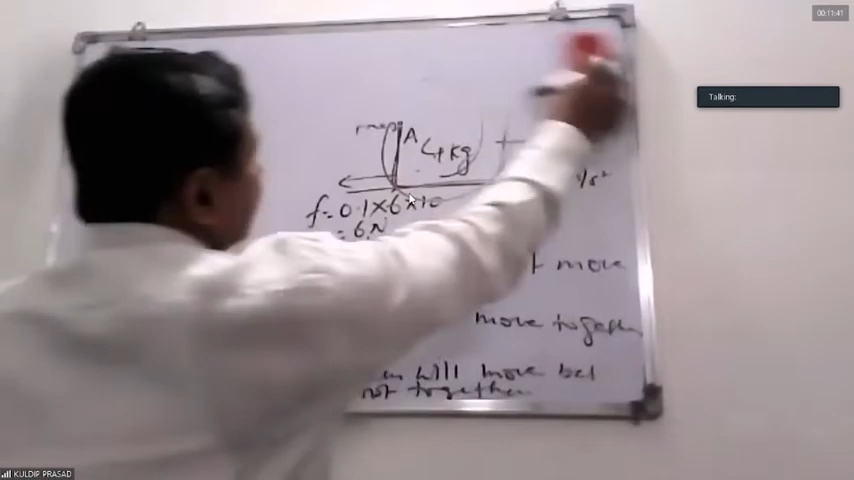 00:11:41
Talking:
A 4kg
/s²
f = 0.1×6×10
= 6N
t move
move together
m will move but
not together
KULDIP PRASAD